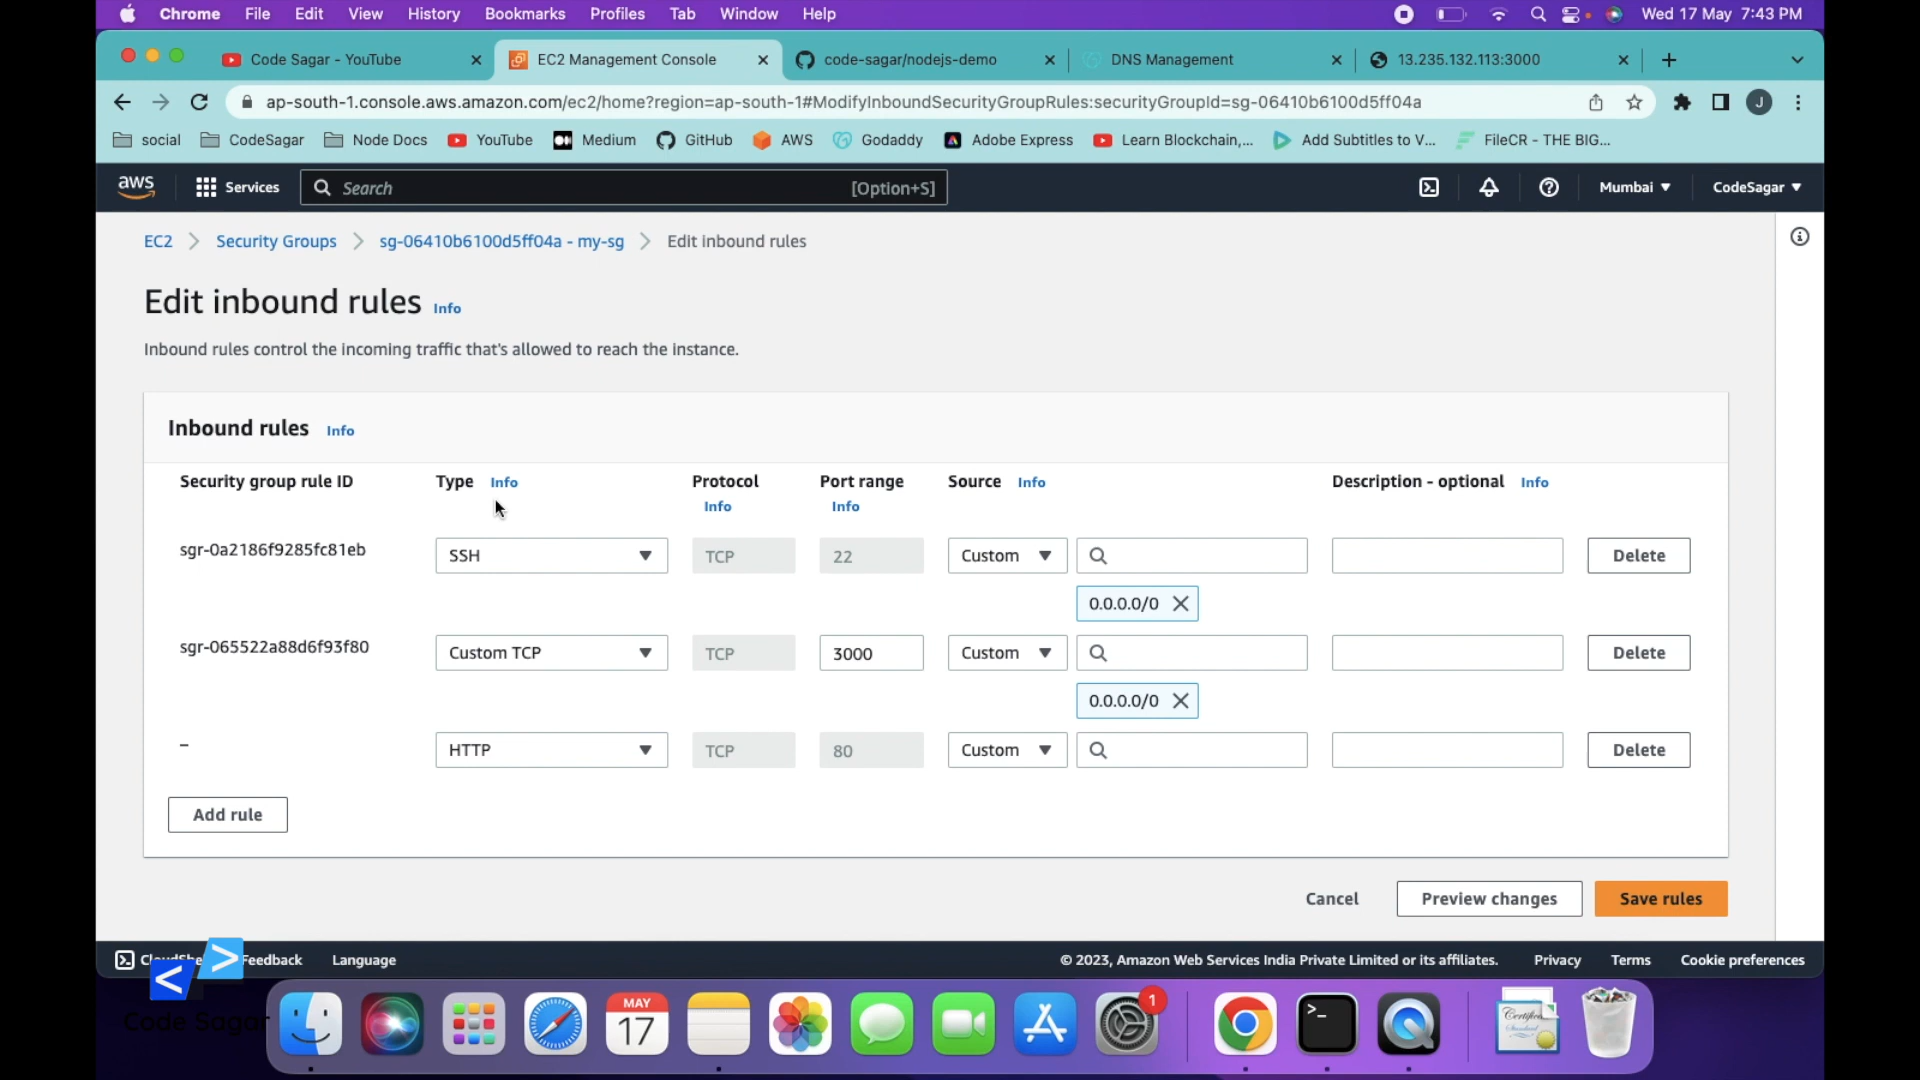 Chrome File Edit View History Bookmarks Profiles Tab Window Help Wed 17 May 7:43 PM
Code Sagar - YouTube EC2 Management Console code-sagar/nodejs-demo DNS Management 13.235.132.113:3000
ap-south-1.console.aws.amazon.com/ec2/home?region=ap-south-1#ModifyInboundSecurityGroupRules:securityGroupId=sg-06410b6100d5ff04a J
social CodeSagar Node Docs YouTube Medium GitHub AWS Godaddy Adobe Express Learn Blockchain,... Add Subtitles to V... FileCR - THE BIG...
aws Services Search [Option+S] Mumbai CodeSagar
EC2 Security Groups sg-06410b6100d5ff04a - my-sg Edit inbound rules
Edit inbound rules Info
Inbound rules control the incoming traffic that's allowed to reach the instance.
Inbound rules Info
Security group rule ID Type Info Protocol Port range Source Info Description - optional Info
Info Info
sgr-0a2186f9285fc81eb SSH TCP 22 Custom Delete
0.0.0.0/0
sgr-065522a88d6f93f80 Custom TCP TCP 3000 Custom Delete
0.0.0.0/0
– HTTP TCP 80 Custom Delete
Add rule
Cancel Preview changes Save rules
Feedback Language © 2023, Amazon Web Services India Private Limited or its affiliates. Privacy Terms Cookie preferences
MAY
17
1
Code Sagar